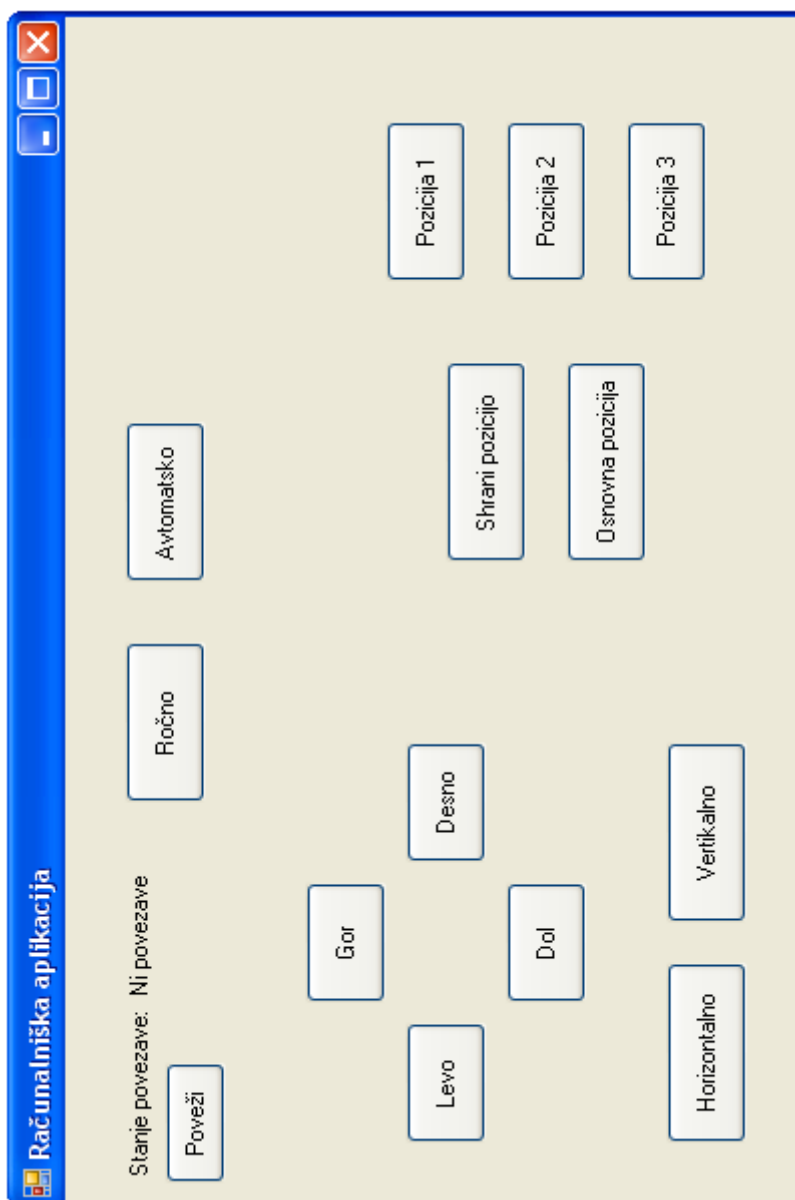 Računalniška aplikacija
Stanje povezave: Ni povezave
Poveži
Ročno
Avtomatsko
Gor
Levo
Desno
Dol
Horizontalno
Vertikalno
Shrani pozicijo
Osnovna pozicija
Pozicija 1
Pozicija 2
Pozicija 3